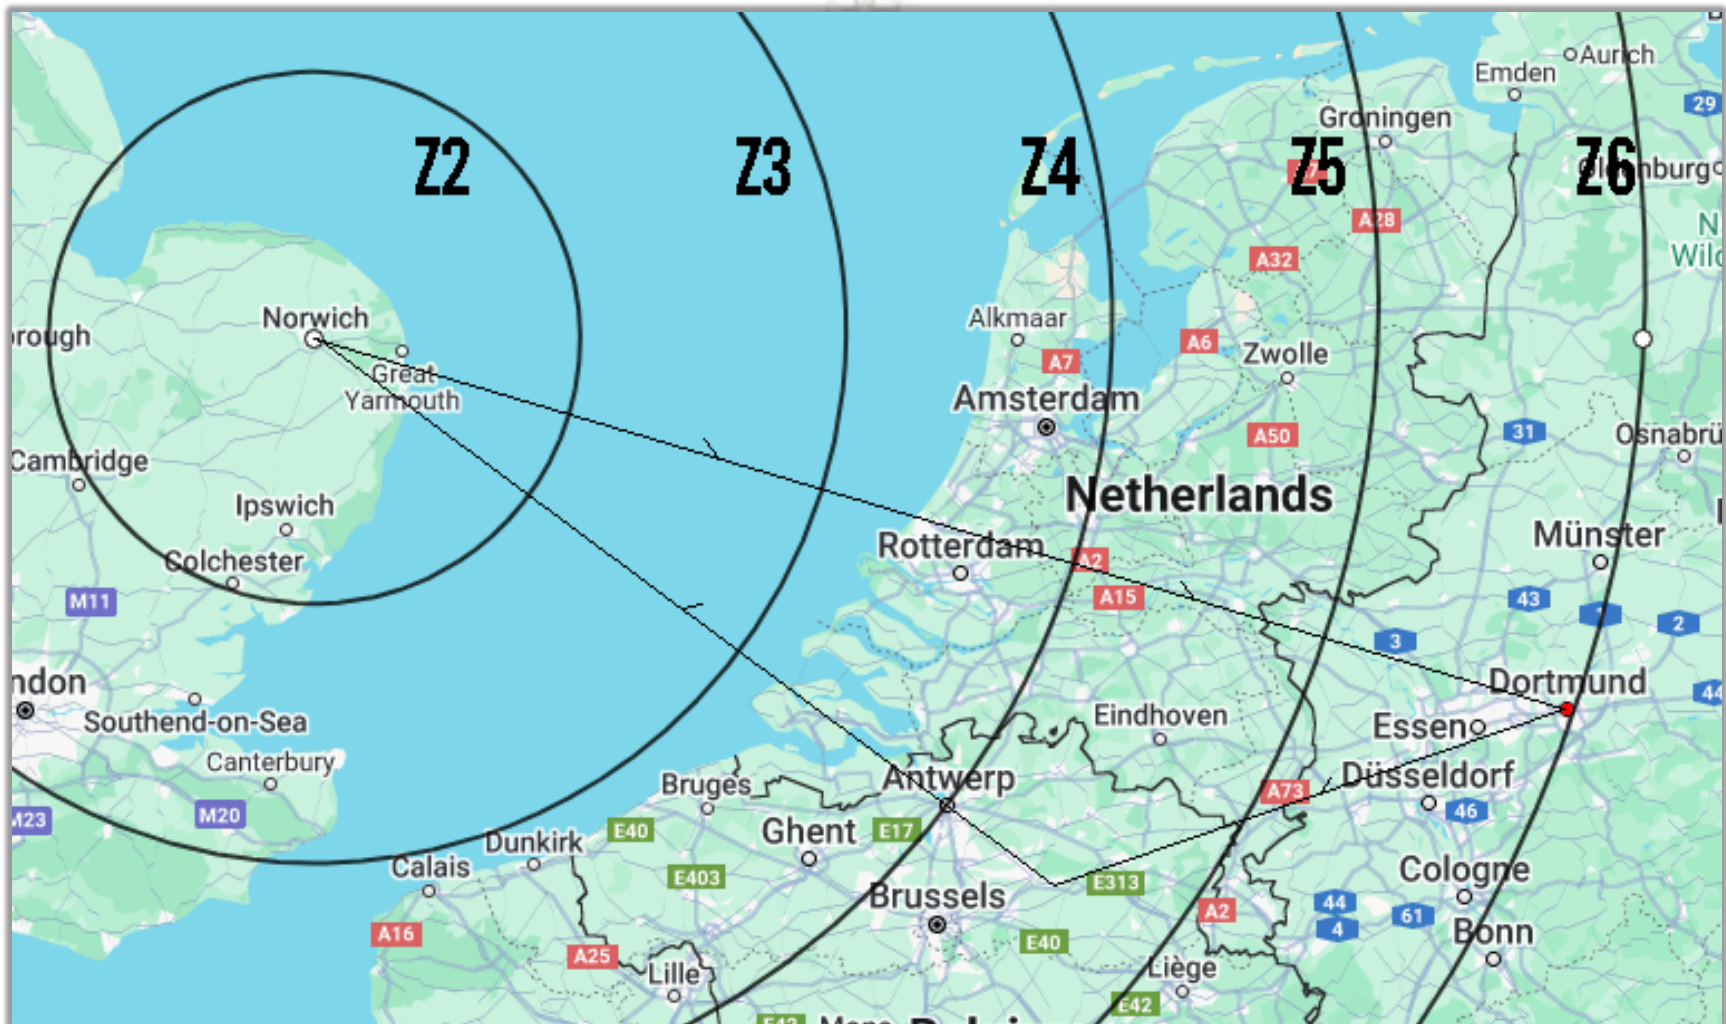 Aurich
Emden
29
Groningen
Z2
Z3
Z4
Z5
Z6
A28
N
Wild
A32
Norwich
Alkmaar
rough
A6
Zwolle
A7
Great
Yarmouth
Amsterdam
A50
31
Osnabrü
Cambridge
Netherlands
Ipswich
Münster
Rotterdam
Colchester
A2
M11
A15
43
1
2
3
ndon
Dortmund
44
Southend-on-Sea
Eindhoven
Essen
Canterbury
Bruges
Antwerp
A73
Düsseldorf
M23
M20
E40
Ghent
E17
46
Dunkirk
Calais
E403
E313
Cologne
Brussels
A2
44
61
A16
4
Bonn
E40
A25
Lille
Liège
E42